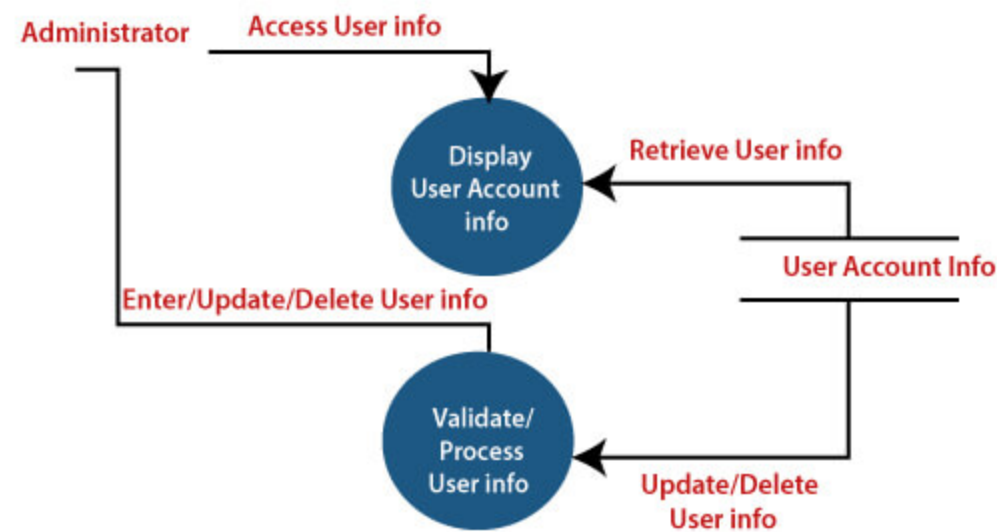 Administrator
Access User info
Display
User Account
info
Retrieve User info
User Account Info
Enter/Update/Delete User info
Validate/
Process
User info
Update/Delete
User info